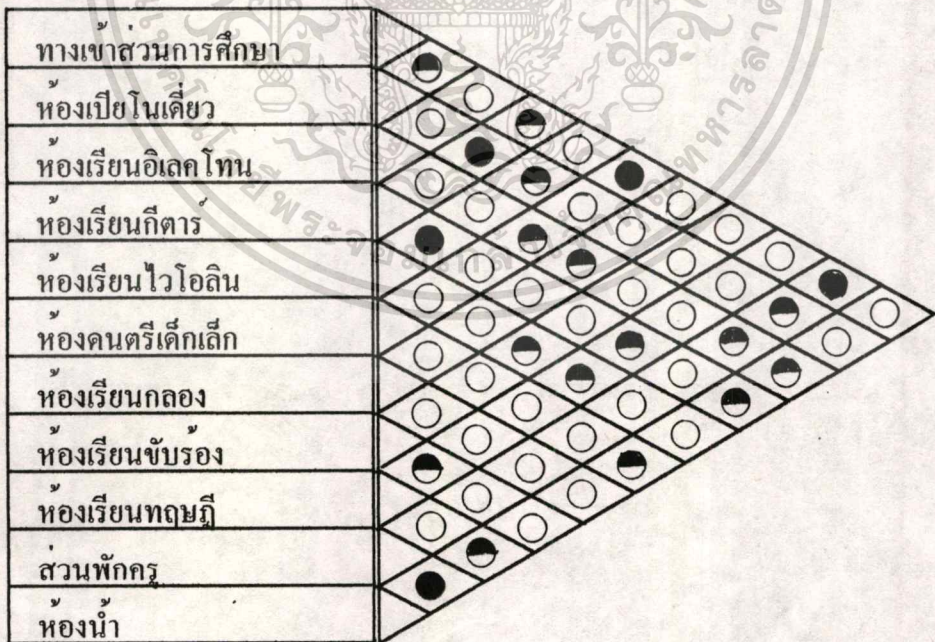 ทางเข้าส่วนการศึกษา
ห้องเปียโนเดี่ยว
ห้องเรียนอิเลคโทน
ห้องเรียนกีตาร์
ห้องเรียนไวโอลิน
ห้องดนตรีเด็กเล็ก
ห้องเรียนกลอง
ห้องเรียนขับร้อง
ห้องเรียนทฤษฎี
ส่วนพักครู
ห้องน้ำ